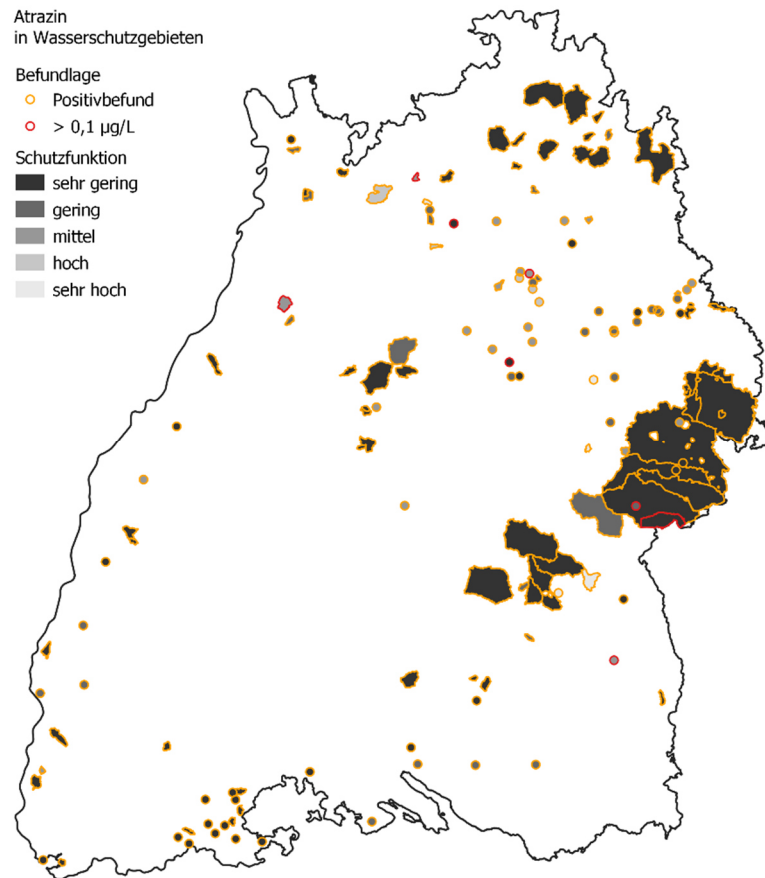 Atrazin
in Wasserschutzgebieten
Befundlage
Positivbefund
> 0,1 µg/L
Schutzfunktion
sehr gering
gering
mittel
hoch
sehr hoch